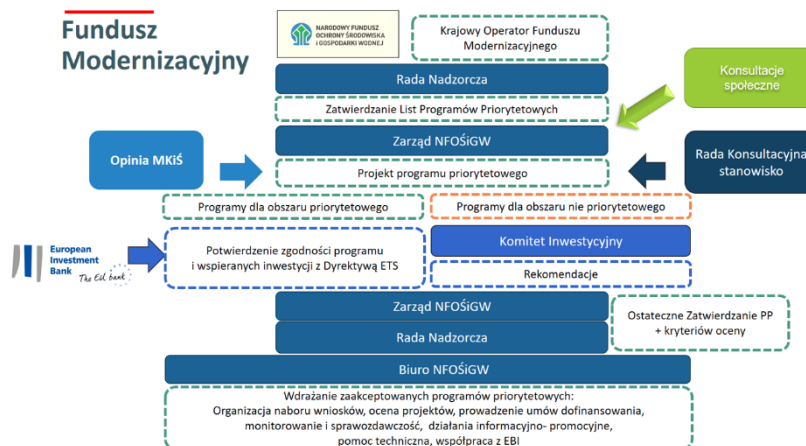 Fundusz
Modernizacyjny
NARODOWY FUNDUSZ
OCHRONY ŚRODOWISKA
i GOSPODARKI WODNEJ
Krajowy Operator Funduszu
Modernizacyjnego
Rada Nadzorcza
Konsultacje
społeczne
Zatwierdzanie List Programów Priorytetowych
Zarząd NFOŚiGW
Opinia MKiŚ
Projekt programu priorytetowego
Rada Konsultacyjna
stanowisko
Programy dla obszaru priorytetowego
Programy dla obszaru nie priorytetowego
European
Investment
Bank
The EU bank
Potwierdzenie zgodności programu
i wspieranych inwestycji z Dyrektywą ETS
Komitet Inwestycyjny
Rekomendacje
Zarząd NFOŚiGW
Rada Nadzorcza
Ostateczne Zatwierdzanie PP
+ kryteriów oceny
Biuro NFOŚiGW
Wdrażanie zaakceptowanych programów priorytetowych:
Organizacja naboru wniosków, ocena projektów, prowadzenie umów dofinansowania,
monitorowanie i sprawozdawczość, działania informacyjno- promocyjne,
pomoc techniczna, współpraca z EBI